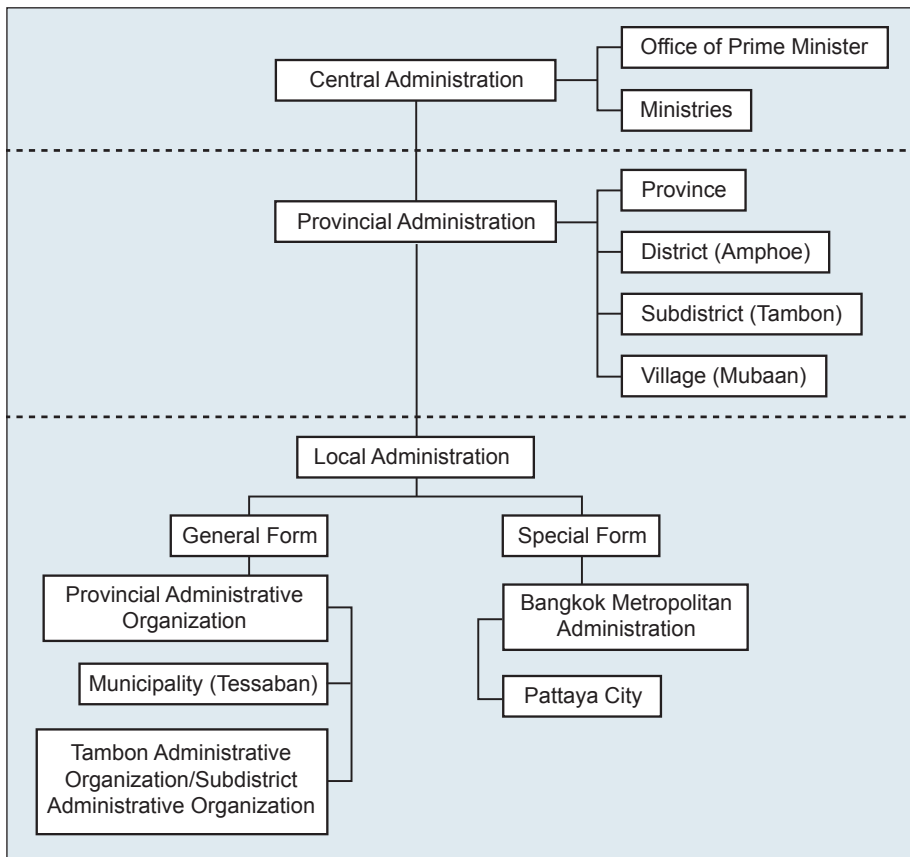 Office of Prime Minister
Central Administration
Ministries
Province
Provincial Administration
District (Amphoe)
Subdistrict (Tambon)
Village (Mubaan)
Local Administration
General Form
Special Form
Provincial Administrative
Organization
Municipality (Tessaban)
Tambon Administrative
Organization/Subdistrict
Administrative Organization
Bangkok Metropolitan
Administration
Pattaya City